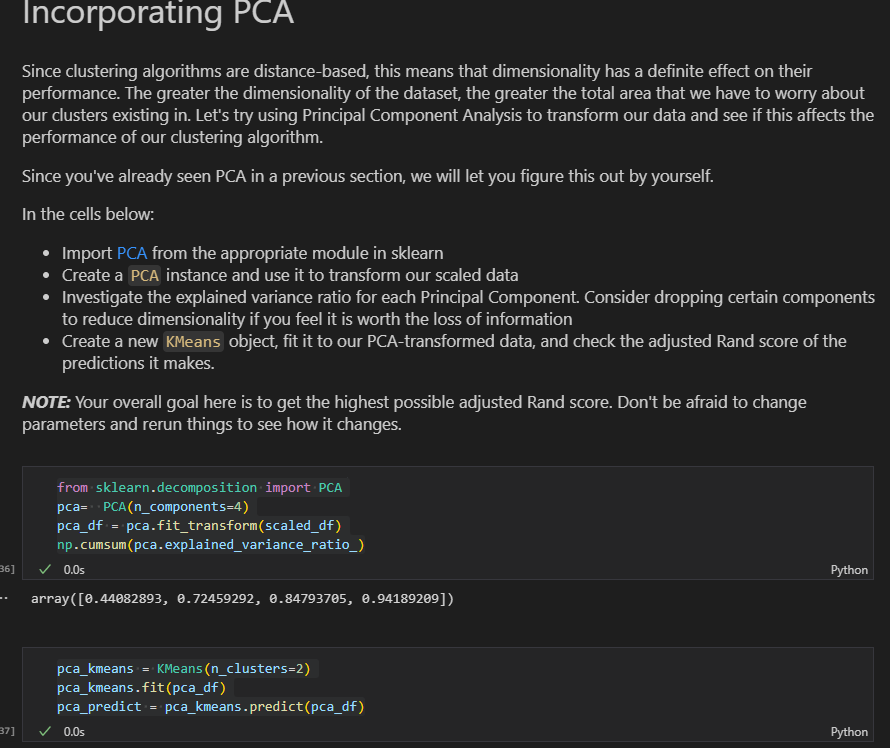 Incorporating PCA
Since clustering algorithms are distance-based, this means that dimensionality has a definite effect on their
performance. The greater the dimensionality of the dataset, the greater the total area that we have to worry about
our clusters existing in. Let's try using Principal Component Analysis to transform our data and see if this affects the
performance of our clustering algorithm.
Since you've already seen PCA in a previous section, we will let you figure this out by yourself.
In the cells below:
• Import PCA from the appropriate module in sklearn
• Create a PCA instance and use it to transform our scaled data
• Investigate the explained variance ratio for each Principal Component. Consider dropping certain components
to reduce dimensionality if you feel it is worth the loss of information
• Create a new KMeans object, fit it to our PCA-transformed data, and check the adjusted Rand score of the
predictions it makes.
NOTE: Your overall goal here is to get the highest possible adjusted Rand score. Don't be afraid to change
parameters and rerun things to see how it changes.
from sklearn.decomposition import PCA
pca=  PCA(n_components=4)
pca_df = pca.fit_transform(scaled_df)
np.cumsum(pca.explained_variance_ratio_)
36] ✓ 0.0s Python
array([0.44082893, 0.72459292, 0.84793705, 0.94189209])
pca_kmeans = KMeans(n_clusters=2)
pca_kmeans.fit(pca_df)
pca_predict = pca_kmeans.predict(pca_df)
37] ✓ 0.0s Python